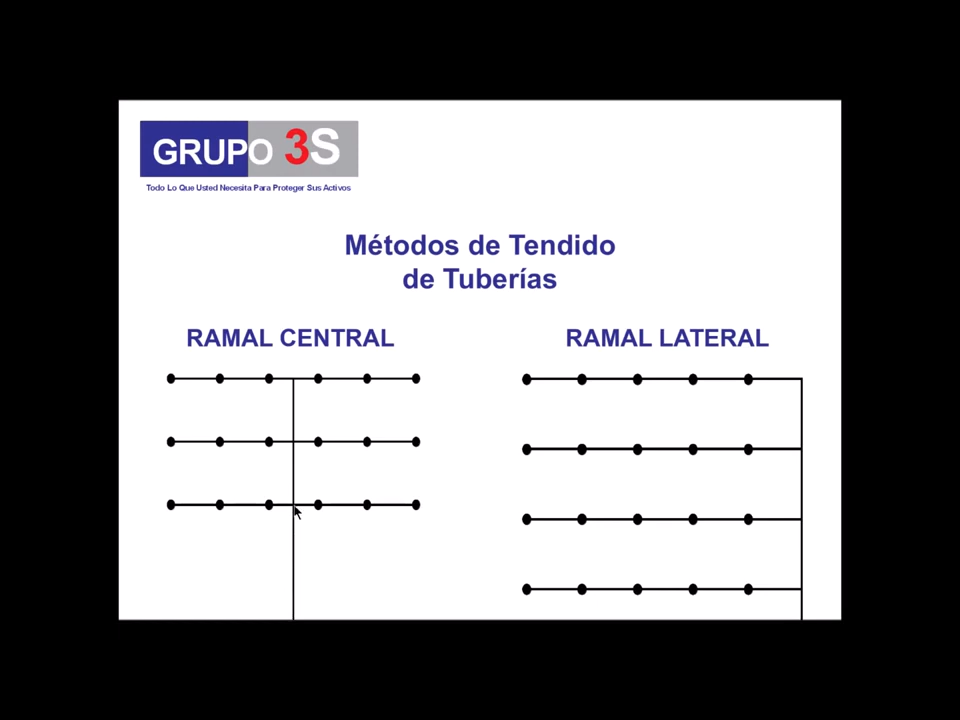 GRUPO 3S
Todo Lo Que Usted Necesita Para Proteger Sus Activos
Métodos de Tendido
de Tuberías
RAMAL CENTRAL
RAMAL LATERAL